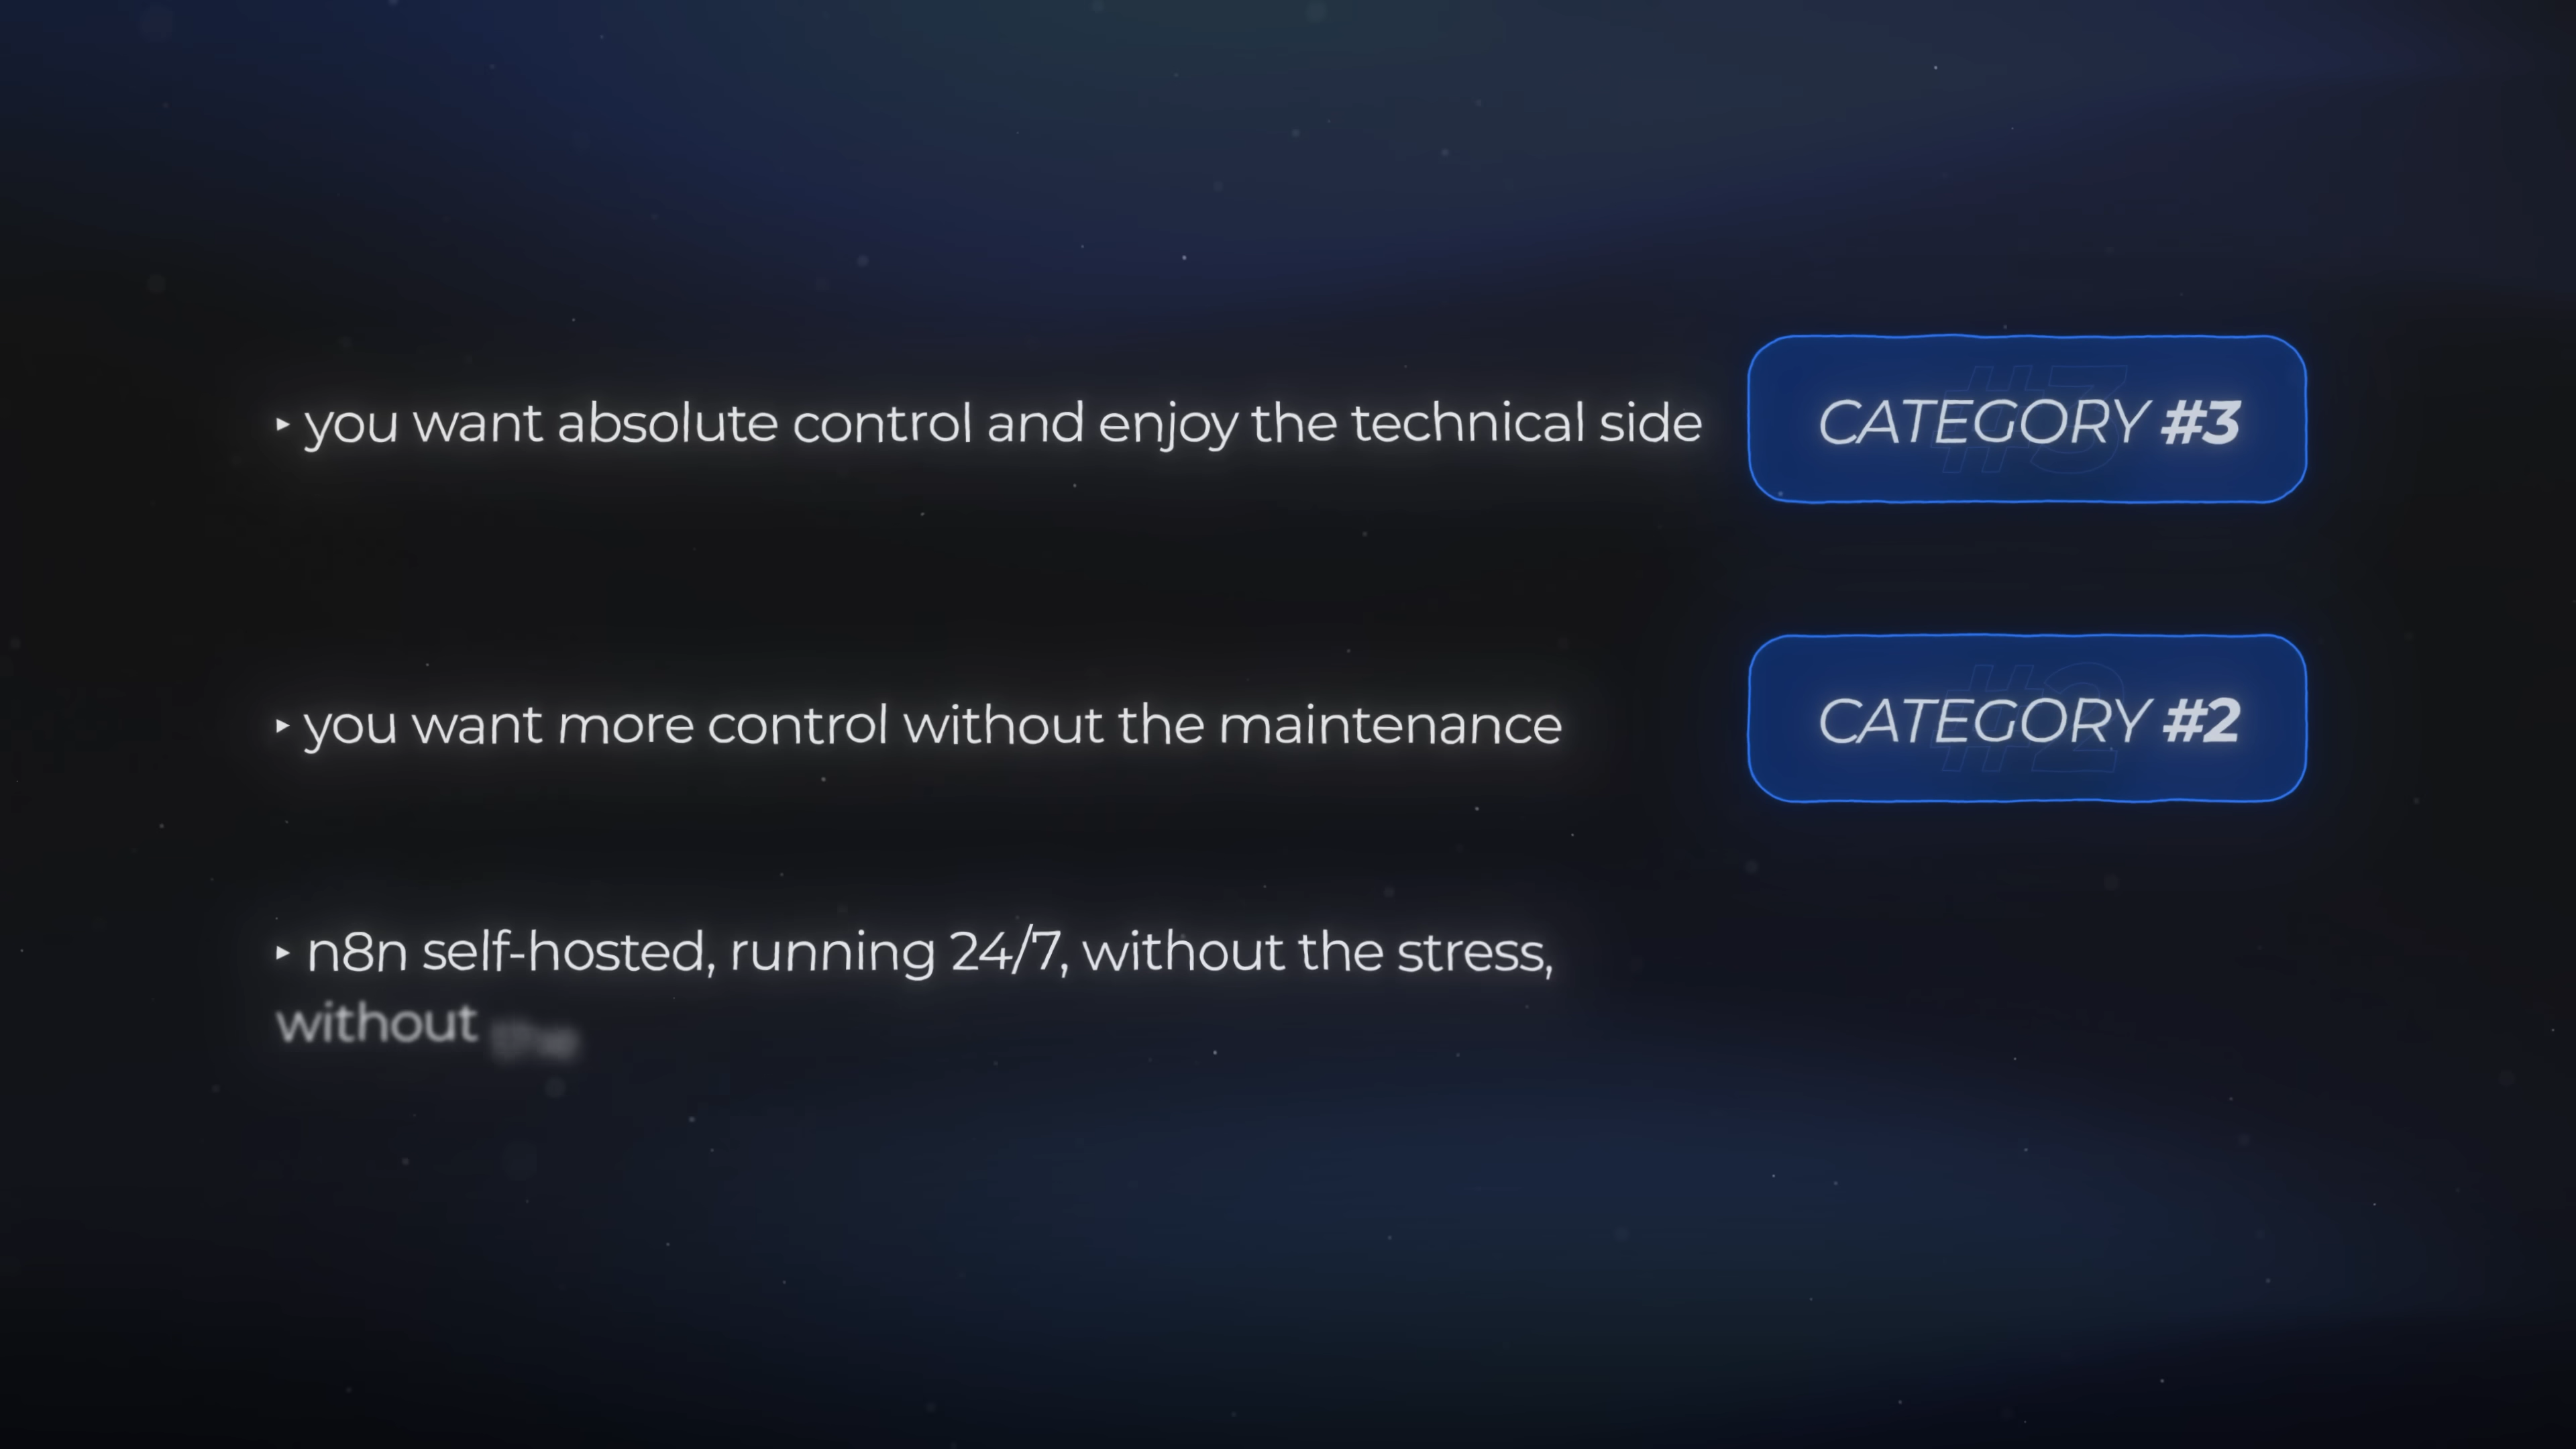 ‣ you want absolute control and enjoy the technical side
CATEGORY #3
‣ you want more control without the maintenance
CATEGORY #2
‣ n8n self-hosted, running 24/7, without the stress,
without the